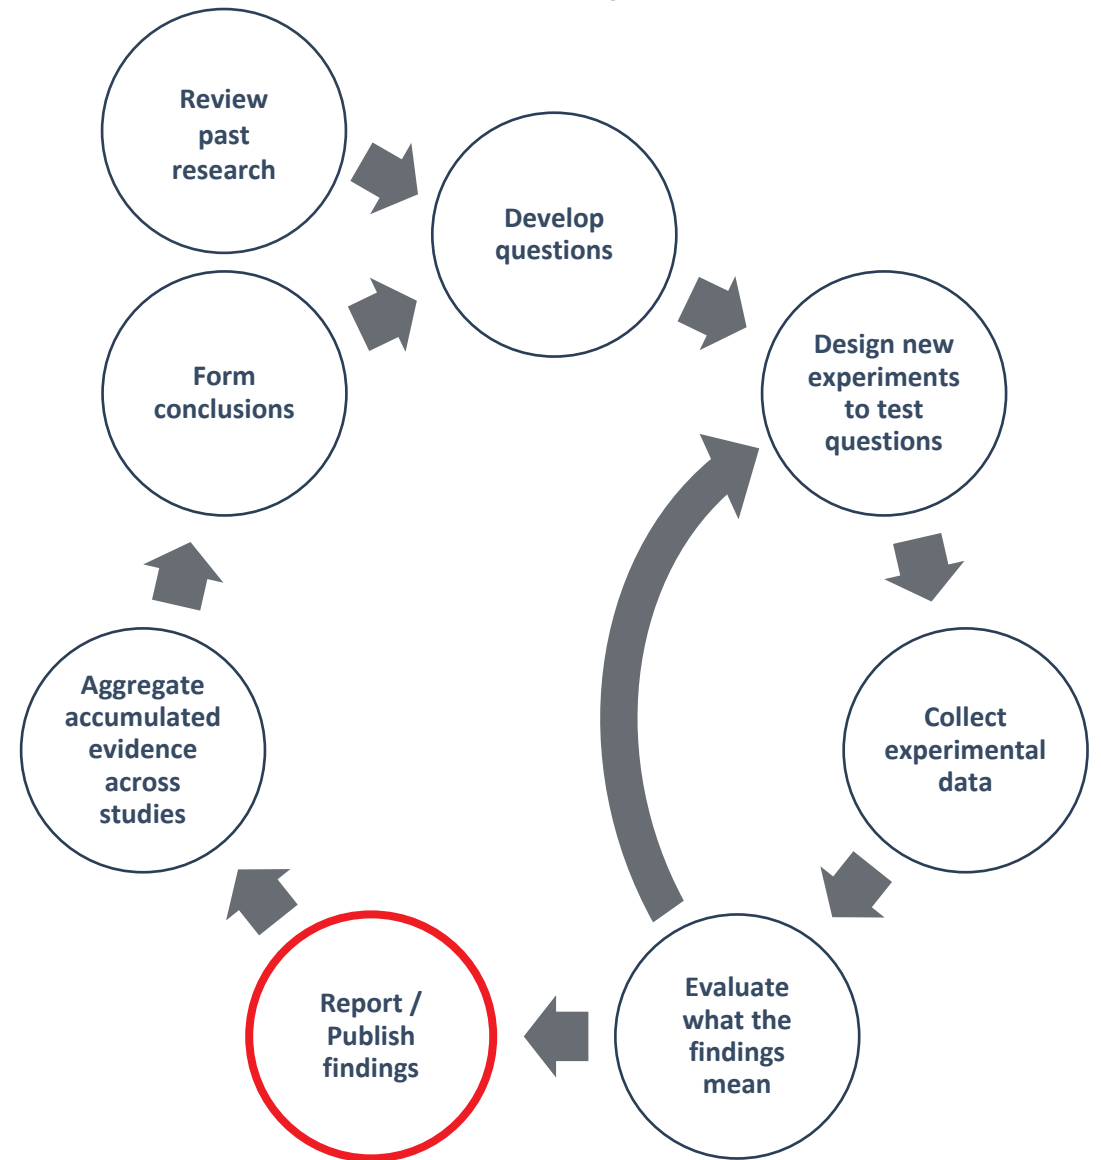 Review
past
research
Develop
questions
Design new
experiments
to test
questions
Collect
experimental
data
Evaluate
what the
findings
mean
Report /
Publish
findings
Aggregate
accumulated
evidence
across
studies
Form
conclusions